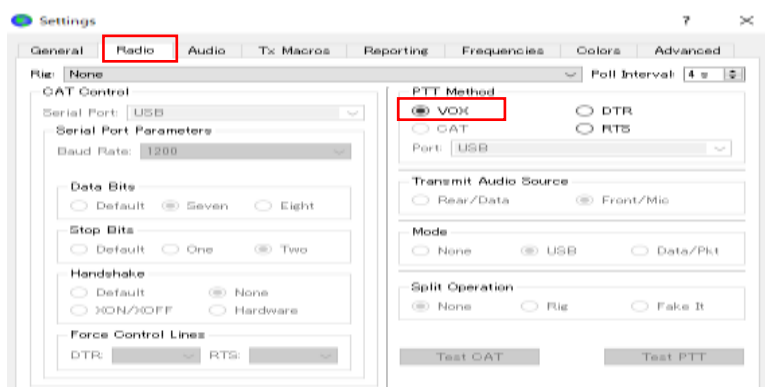 Settings ? ×
General Radio Audio Tx Macros Reporting Frequencies Colors Advanced
Rig: None Poll Interval: 4 s
CAT Control
Serial Port: USB
Serial Port Parameters
Baud Rate: 1200
Data Bits
Default Seven Eight
Stop Bits
Default One Two
Handshake
Default None
XON/XOFF Hardware
Force Control Lines
DTR: RTS:
PTT Method
VOX DTR
CAT RTS
Port: USB
Transmit Audio Source
Rear/Data Front/Mic
Mode
None USB Data/Pkt
Split Operation
None Rig Fake It
Test CAT Test PTT